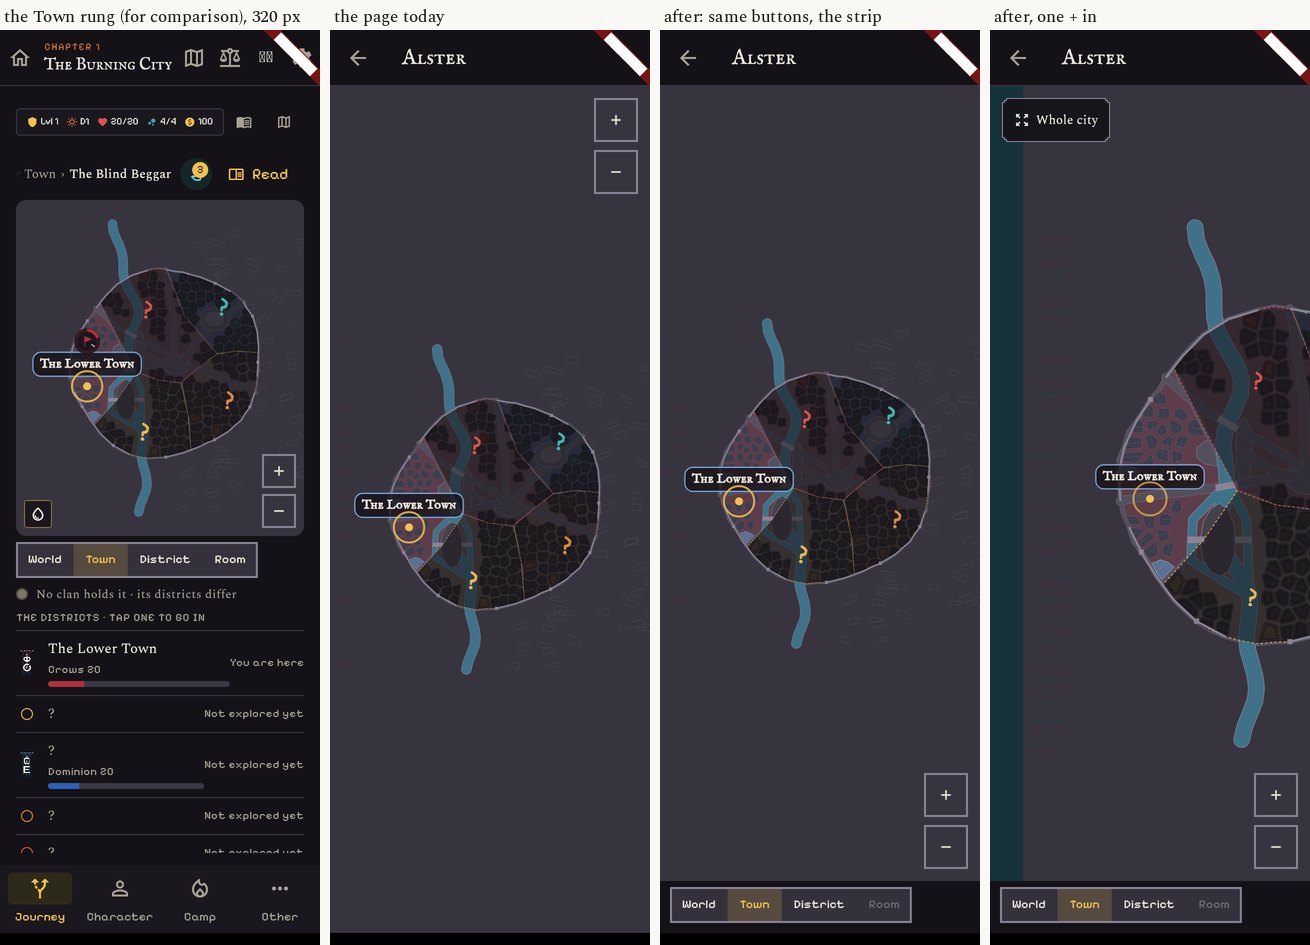 the Town rung (for comparison), 320 px
CHAPTER 1
THE BURNING CITY
Lvl 1 D1 20/20 4/4 $ 100
Town › The Blind Beggar 3 Read
?
?
THE LOWER TOWN
?
?
+
−
World Town District Room
No clan holds it · its districts differ
THE DISTRICTS · TAP ONE TO GO IN
The Lower Town
Crows 20
You are here
? Not explored yet
?
Dominion 20
Not explored yet
? Not explored yet
? Not explored yet
Journey Character Camp Other
the page today
ALSTER
+
−
?
?
THE LOWER TOWN
?
?
after: same buttons, the strip
ALSTER
?
?
THE LOWER TOWN
?
?
+
−
World Town District Room
after, one + in
ALSTER
Whole city
?
THE LOWER TOWN
?
+
−
World Town District Room